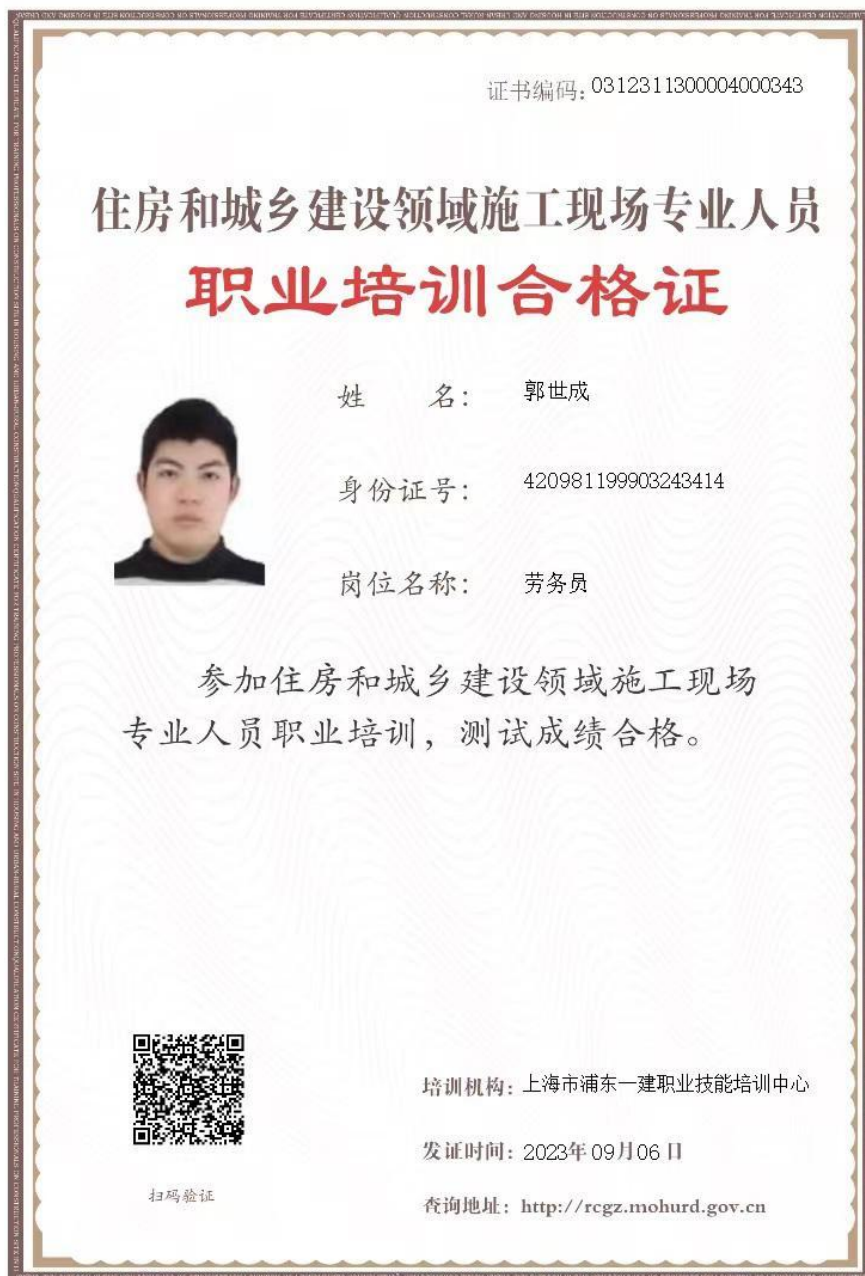 证书编码：0312311300004000343
住房和城乡建设领域施工现场专业人员
职业培训合格证
姓 名： 郭世成
身份证号： 420981199903243414
岗位名称： 劳务员
参加住房和城乡建设领域施工现场
专业人员职业培训，测试成绩合格。
培训机构：上海市浦东一建职业技能培训中心
发证时间：2023年09月06日
扫码验证
查询地址：http://rcgz.mohurd.gov.cn